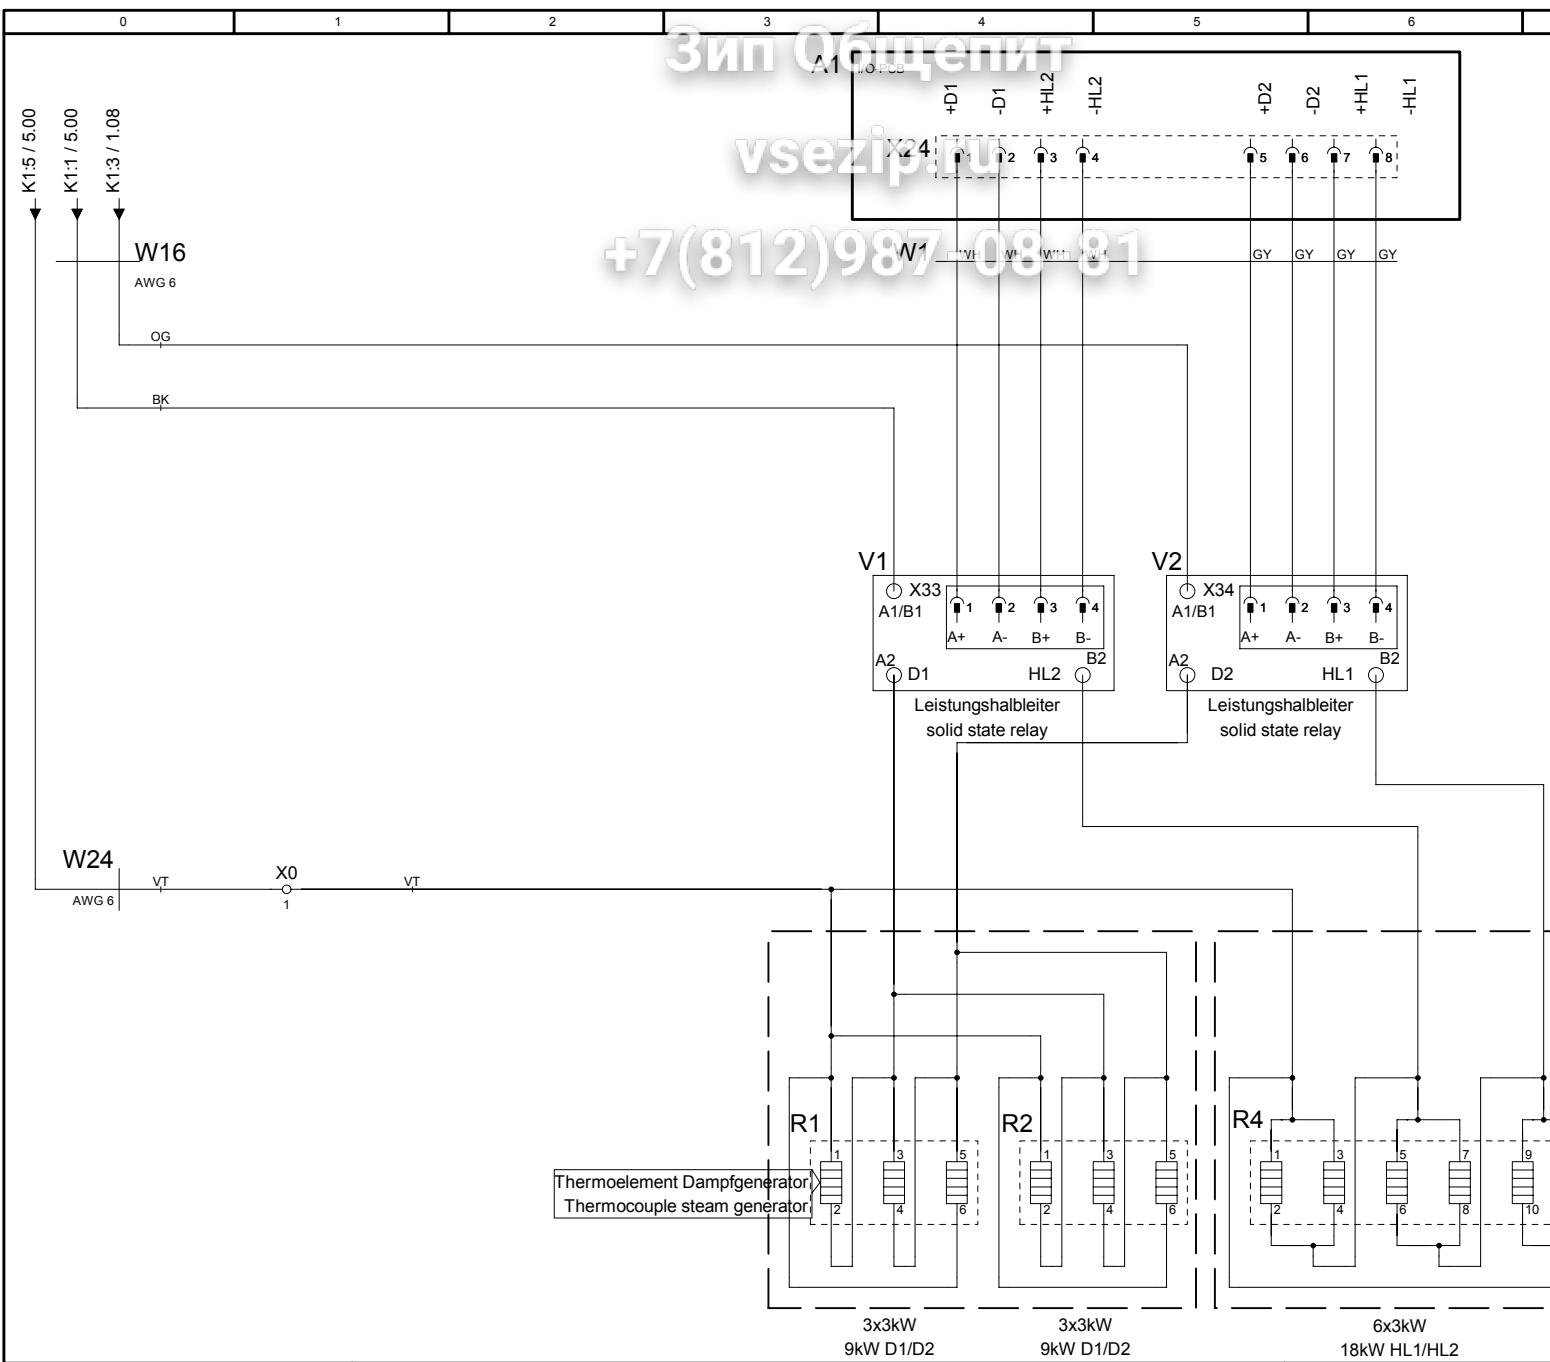 0 1 2 3 4 5 6
Зип Общепит
A1 I/O-PCB
+D1 -D1 +HL2 -HL2 +D2 -D2 +HL1 -HL1
K1:5 / 5.00 K1:1 / 5.00 K1:3 / 1.08
vsezip.ru
X24 1 2 3 4 5 6 7 8
+7(812)987-08-81
W16 W1 WH WH WH WH GY GY GY GY
AWG 6
OG
BK
V1 V2
X33 1 2 3 4 X34 1 2 3 4
A1/B1 A+ A- B+ B- A1/B1 A+ A- B+ B-
A2 D1 HL2 B2 A2 D2 HL1 B2
Leistungshalbleiter Leistungshalbleiter
solid state relay solid state relay
W24 VT X0 VT
AWG 6 1
R1 R2 R4
1 3 5 1 3 5 1 3 5 7 9
Thermoelement Dampfgenerator
Thermocouple steam generator
2 4 6 2 4 6 2 4 6 8 10
3x3kW 3x3kW 6x3kW
9kW D1/D2 9kW D1/D2 18kW HL1/HL2